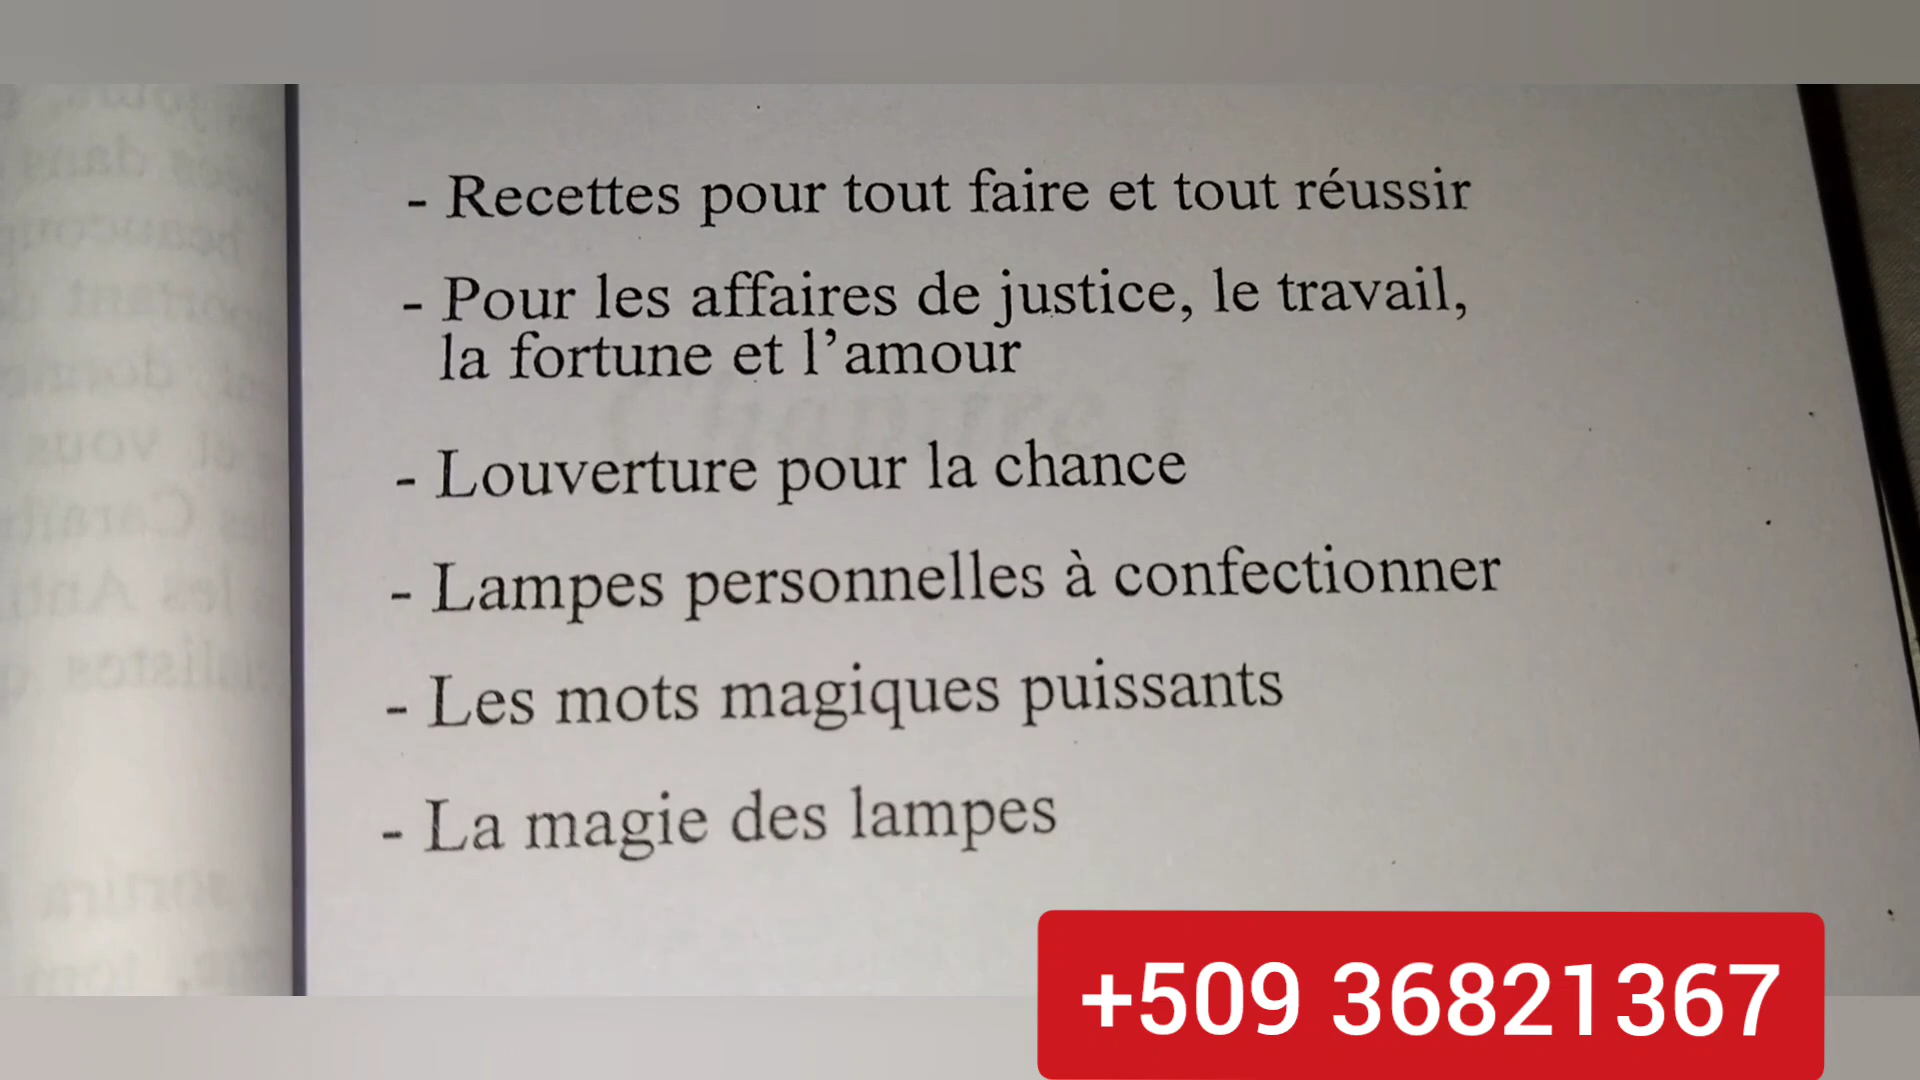 - Recettes pour tout faire et tout réussir
- Pour les affaires de justice, le travail,
la fortune et l’amour
- Louverture pour la chance
- Lampes personnelles à confectionner
- Les mots magiques puissants
- La magie des lampes
+509 36821367